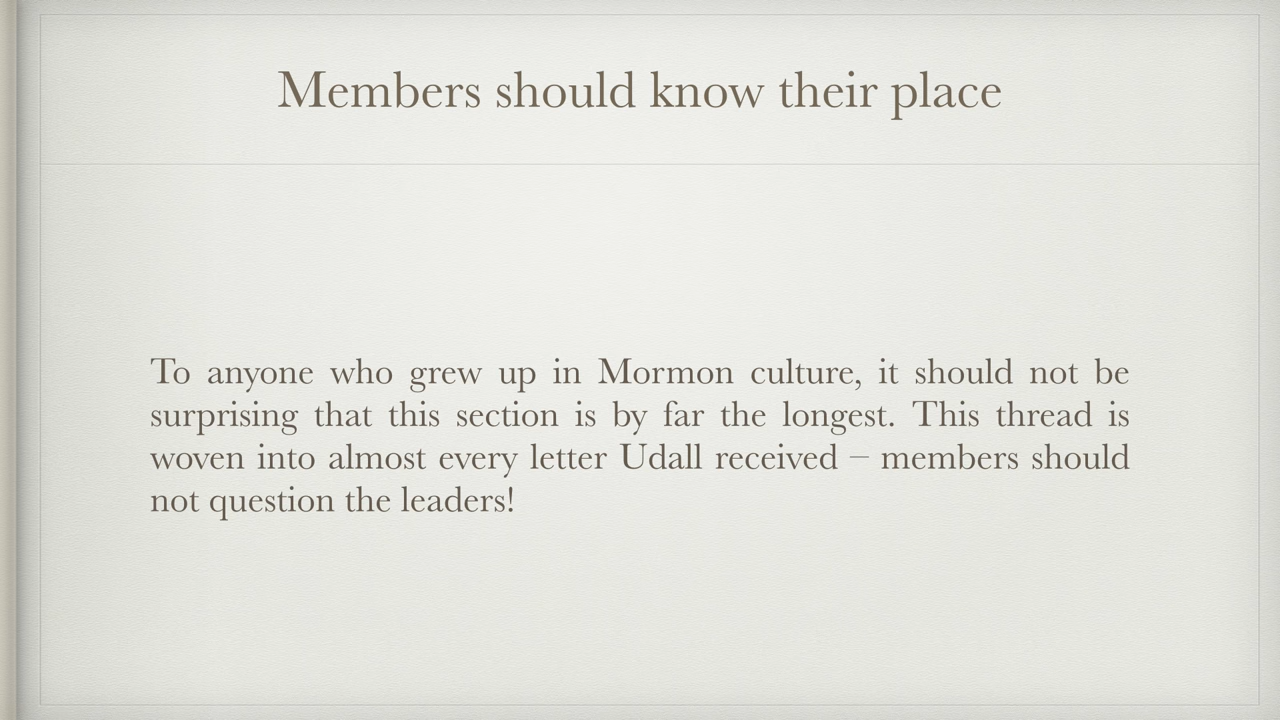 Members should know their place
To anyone who grew up in Mormon culture, it should not be
surprising that this section is by far the longest. This thread is
woven into almost every letter Udall received – members should
not question the leaders!